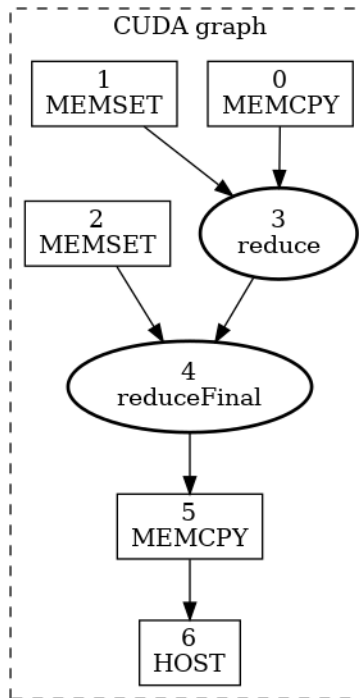 CUDA graph
1
MEMSET
0
MEMCPY
3
reduce
2
MEMSET
4
reduceFinal
5
MEMCPY
6
HOST